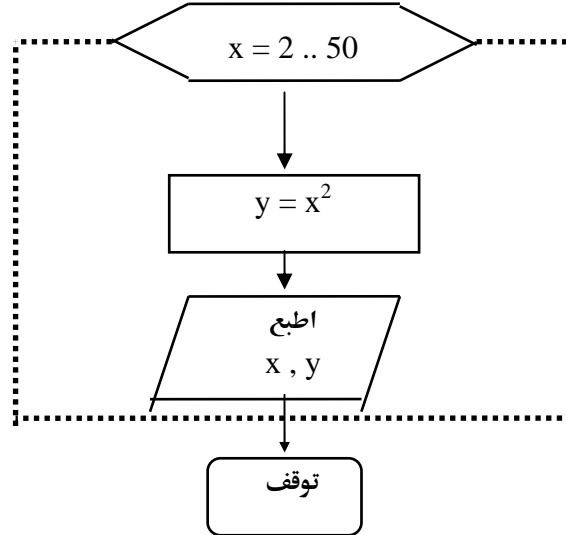 x = 2 .. 50
y = x²
اطبع
x , y
توقف